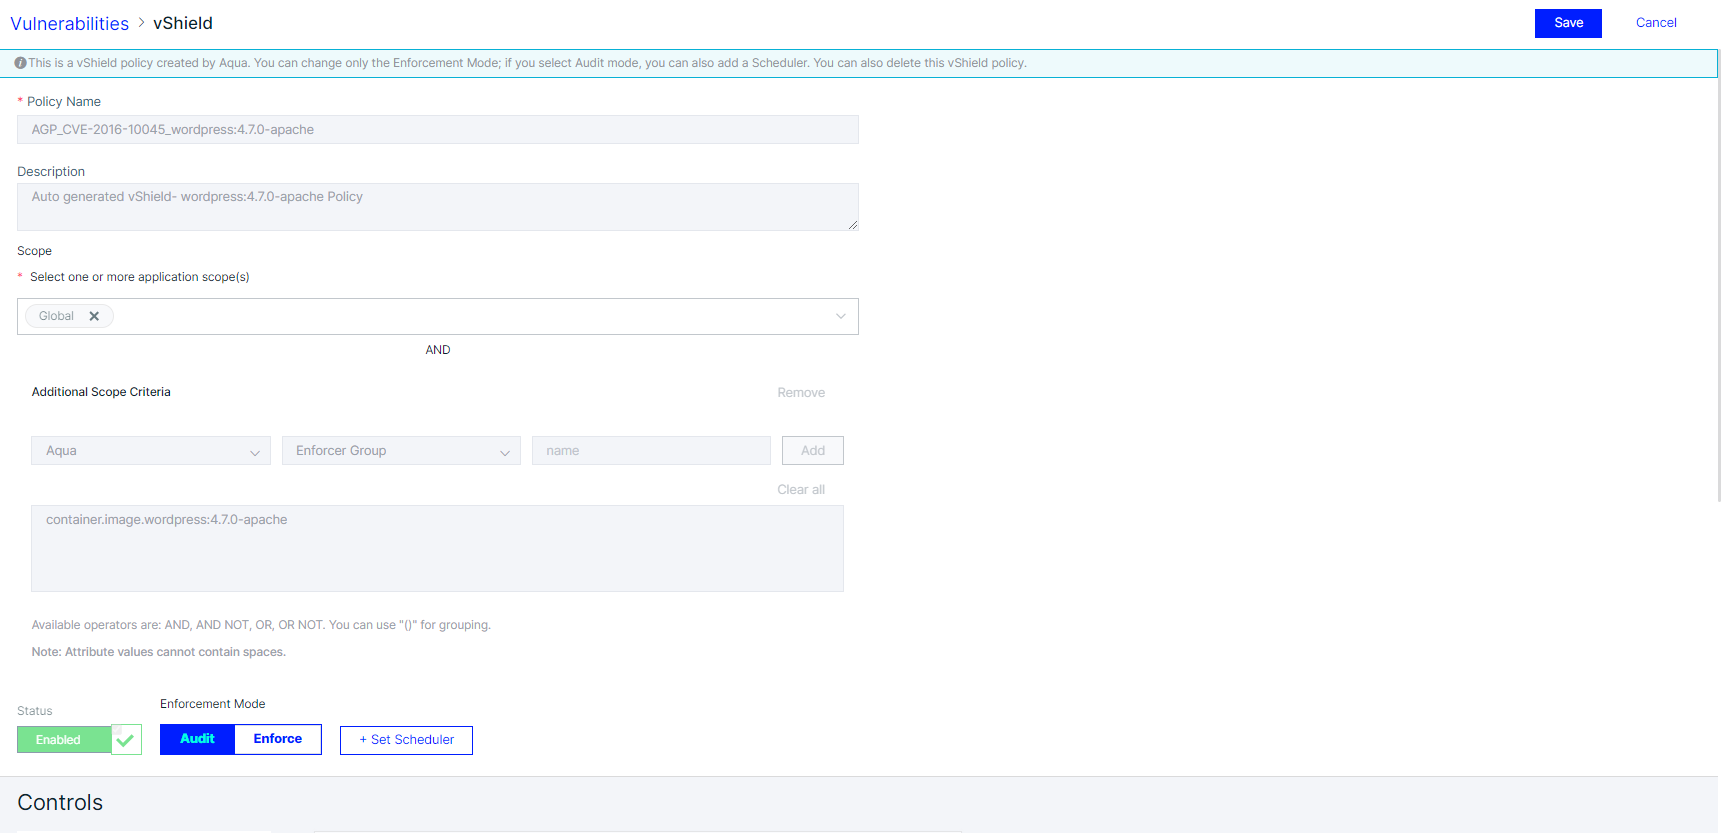 Vulnerabilities > vShield
Save
Cancel
This is a vShield policy created by Aqua. You can change only the Enforcement Mode; if you select Audit mode, you can also add a Scheduler. You can also delete this vShield policy.
* Policy Name
AGP_CVE-2016-10045_wordpress:4.7.0-apache
Description
Auto generated vShield- wordpress:4.7.0-apache Policy
Scope
* Select one or more application scope(s)
Global
AND
Additional Scope Criteria
Remove
Aqua
Enforcer Group
name
Add
Clear all
container.image.wordpress:4.7.0-apache
Available operators are: AND, AND NOT, OR, OR NOT. You can use "()" for grouping.
Note: Attribute values cannot contain spaces.
Status
Enforcement Mode
Enabled
Audit
Enforce
+ Set Scheduler
Controls